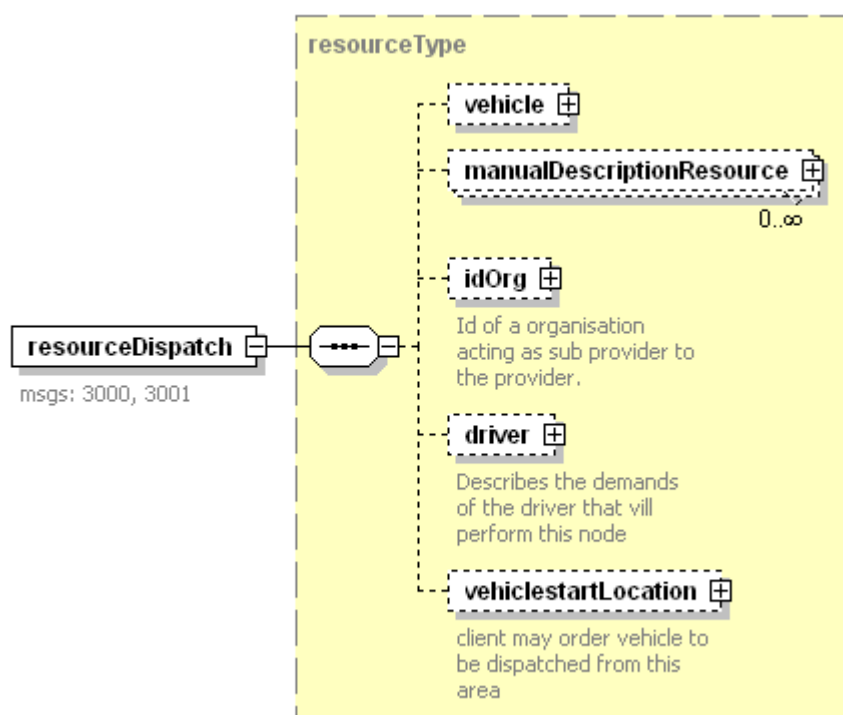 resourceType
vehicle
manualDescriptionResource
0..∞
idOrg
Id of a organisation
acting as sub provider to
the provider.
resourceDispatch
msgs: 3000, 3001
driver
Describes the demands
of the driver that vill
perform this node
vehiclestartLocation
client may order vehicle to
be dispatched from this
area